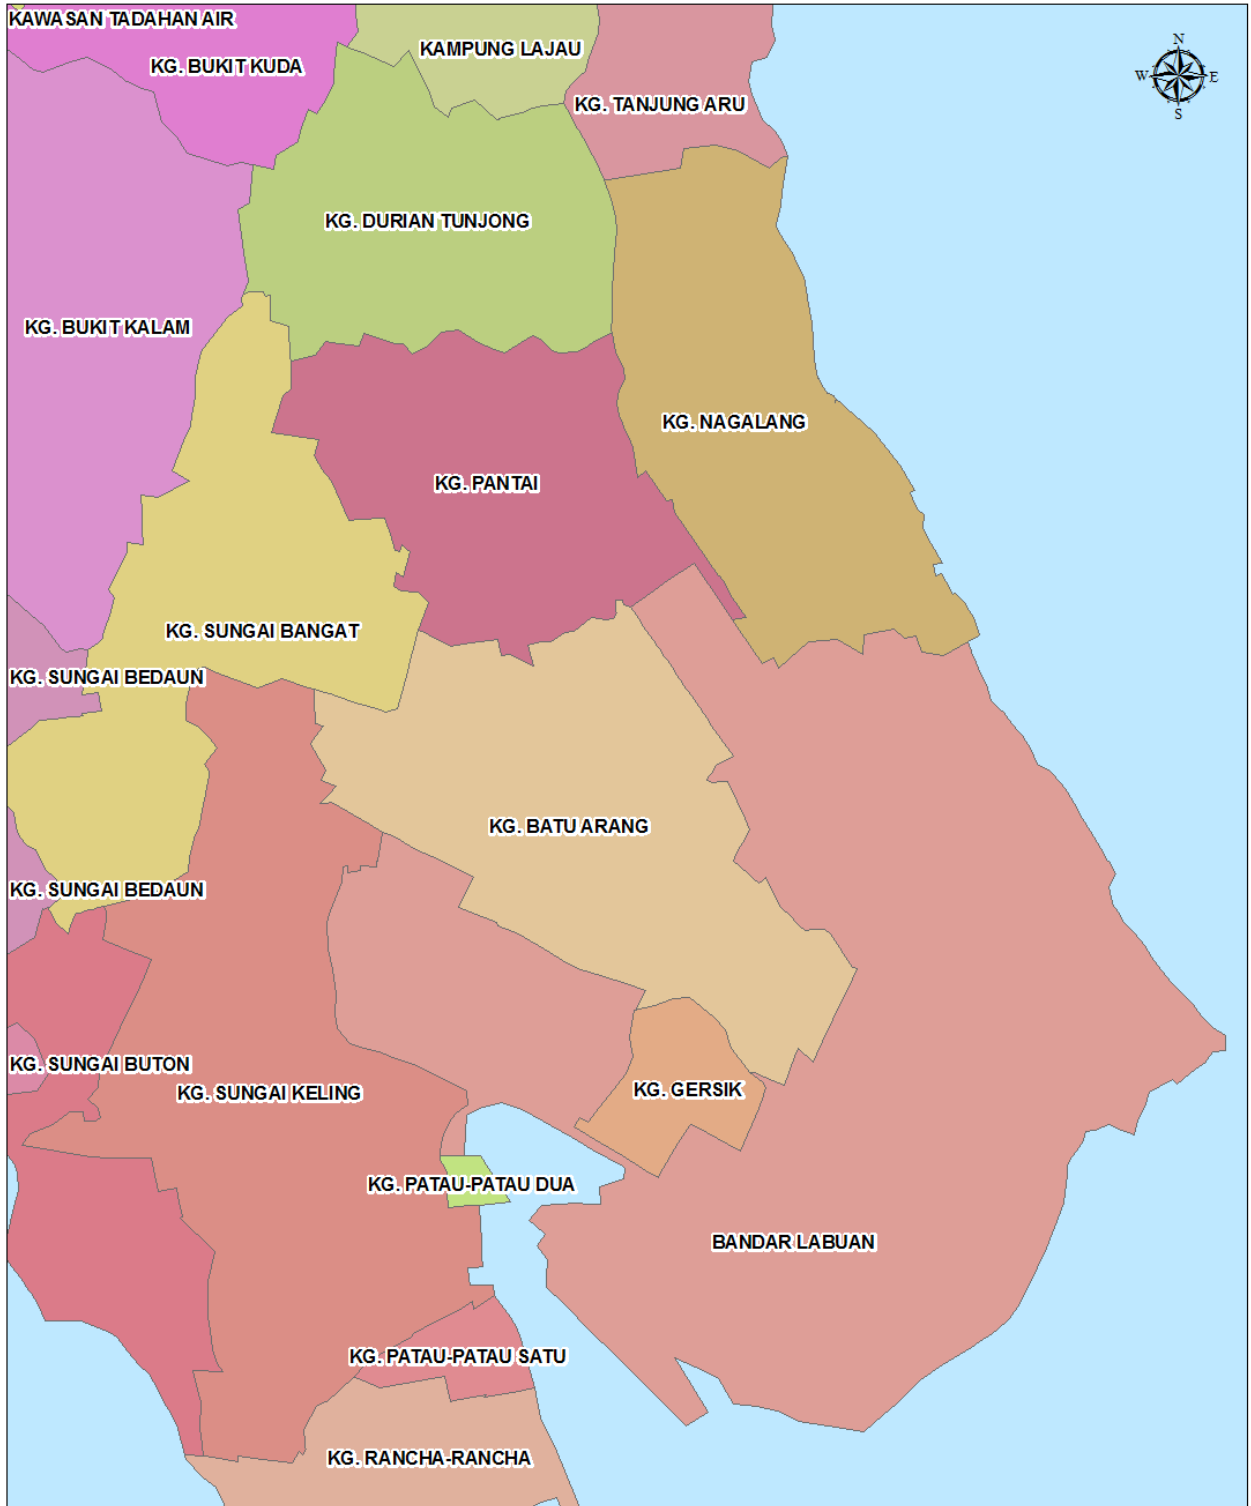 KAWASAN TADAHAN AIR
KAMPUNG LAJAU
KG. BUKIT KUDA
N
W E
S
KG. TANJUNG ARU
KG. DURIAN TUNJONG
KG. BUKIT KALAM
KG. NAGALANG
KG. PANTAI
KG. SUNGAI BANGAT
KG. SUNGAI BEDAUN
KG. BATU ARANG
KG. SUNGAI BEDAUN
KG. SUNGAI BUTON
KG. SUNGAI KELING
KG. GERSIK
KG. PATAU-PATAU DUA
BANDAR LABUAN
KG. PATAU-PATAU SATU
KG. RANCHA-RANCHA